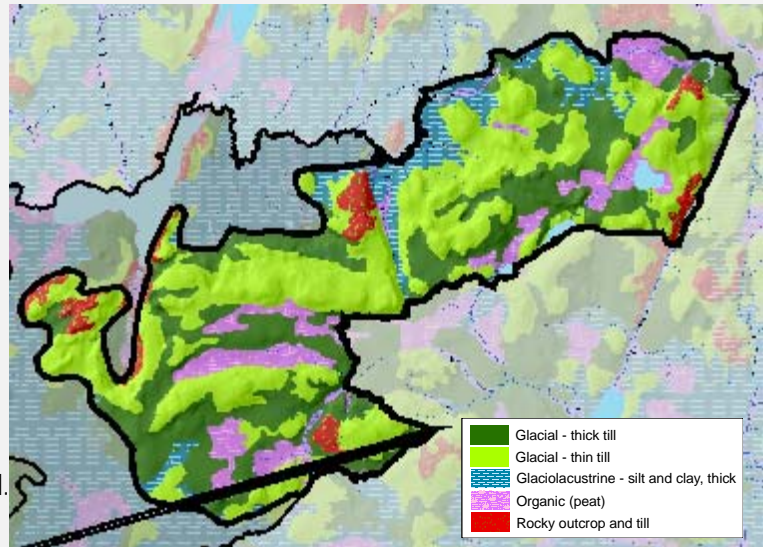 Glacial - thick till
Glacial - thin till
Glaciolacustrine - silt and clay, thick
Organic (peat)
Rocky outcrop and till